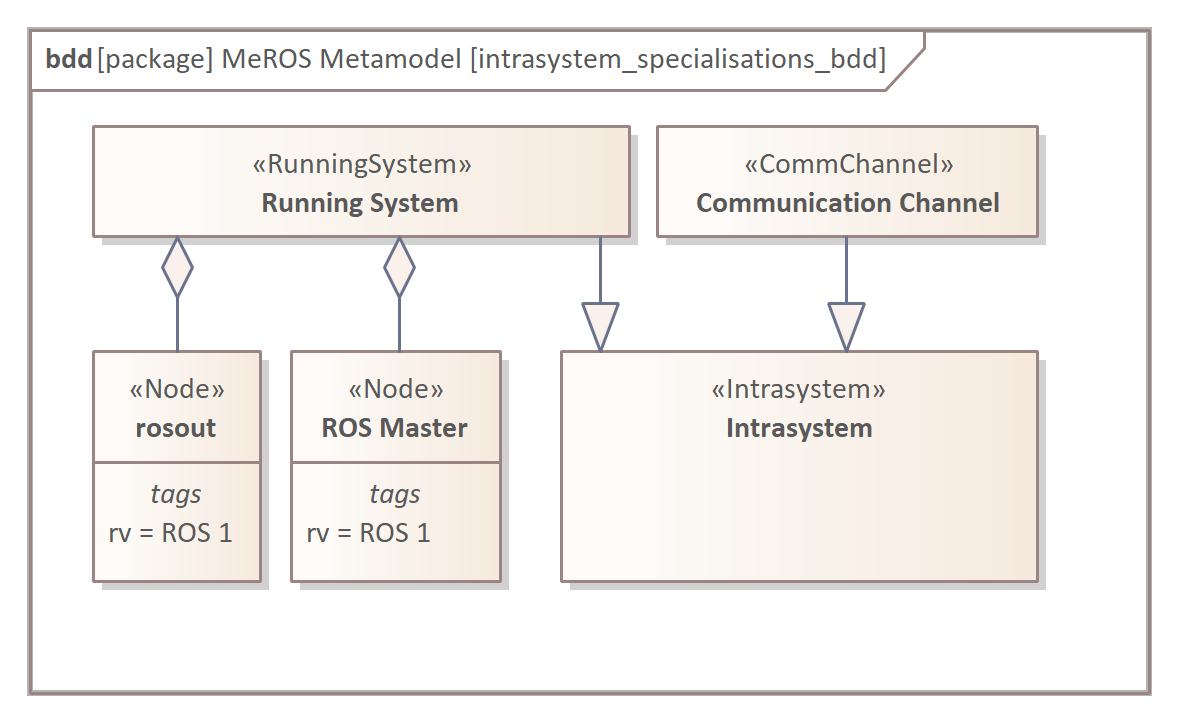 bdd [package] MeROS Metamodel [intrasystem_specialisations_bdd]
«RunningSystem»
Running System
«CommChannel»
Communication Channel
«Node»
rosout
tags
rv = ROS 1
«Node»
ROS Master
tags
rv = ROS 1
«Intrasystem»
Intrasystem